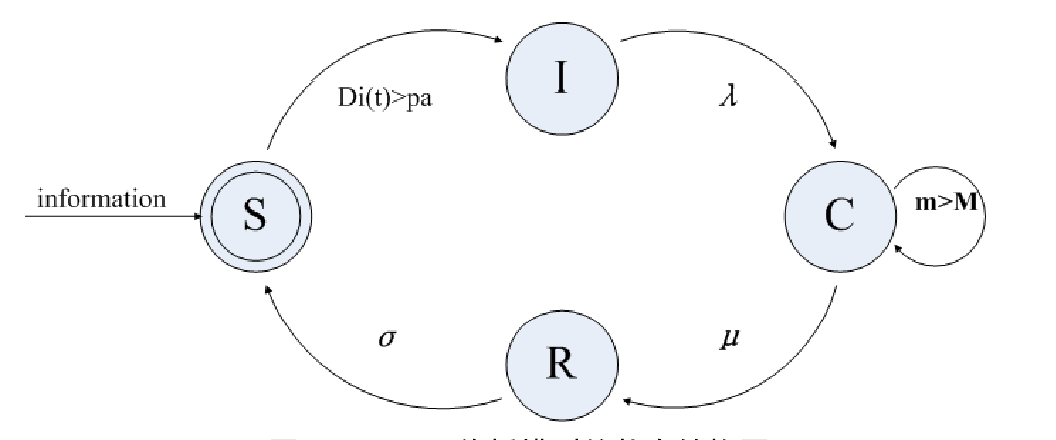 I
Di(t)>pa
λ
information
S
C
m>M
σ
R
μ